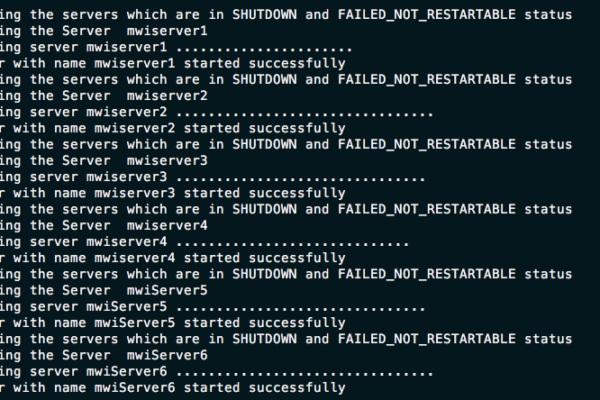 ing the servers which are in SHUTDOWN and FAILED_NOT_RESTARTABLE status
ing the Server  mwiserver1
ing server mwiserver1 ......................
r with name mwiserver1 started successfully
ing the servers which are in SHUTDOWN and FAILED_NOT_RESTARTABLE status
ing the Server  mwiserver2
ing server mwiserver2 ................................
r with name mwiserver2 started successfully
ing the servers which are in SHUTDOWN and FAILED_NOT_RESTARTABLE status
ing the Server  mwiserver3
ing server mwiserver3 ...............................
r with name mwiserver3 started successfully
ing the servers which are in SHUTDOWN and FAILED_NOT_RESTARTABLE status
ing the Server  mwiserver4
ing server mwiserver4 .............................
r with name mwiserver4 started successfully
ing the servers which are in SHUTDOWN and FAILED_NOT_RESTARTABLE status
ing the Server  mwiServer5
ing server mwiServer5 ...............................
r with name mwiServer5 started successfully
ing the servers which are in SHUTDOWN and FAILED_NOT_RESTARTABLE status
ing the Server  mwiServer6
ing server mwiServer6 ................................
r with name mwiServer6 started successfully